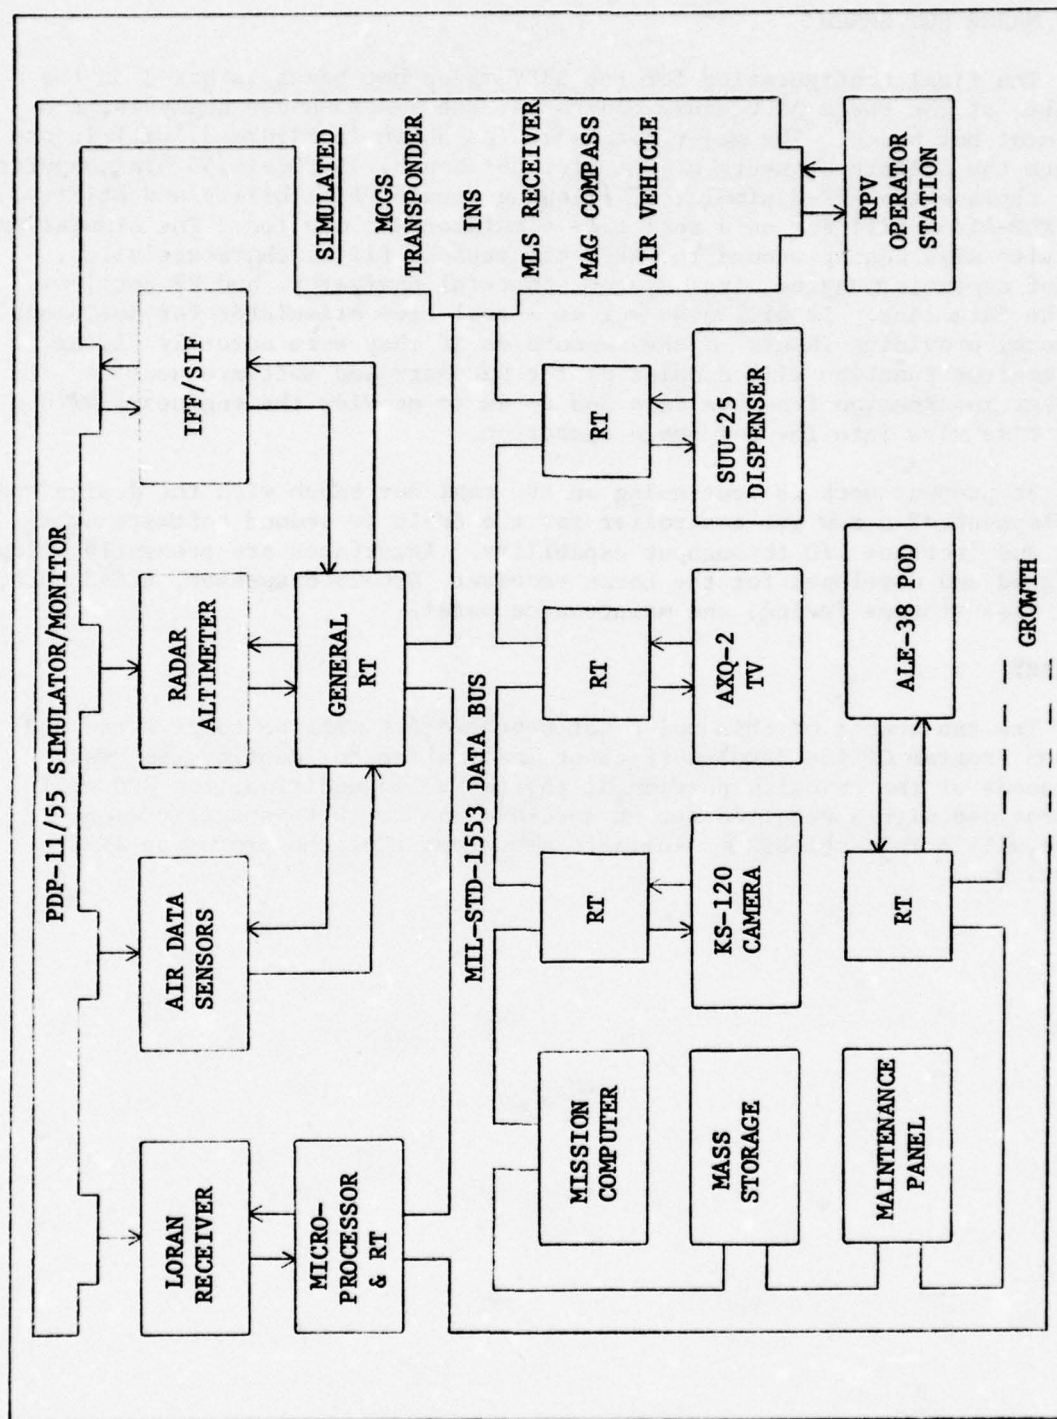 PDP-11/55 SIMULATOR/MONITOR
LORAN
RECEIVER
AIR DATA
SENSORS
RADAR
ALTIMETER
IFF/SIF
SIMULATED
MCGS
TRANSPONDER
INS
MLS RECEIVER
MAG COMPASS
AIR VEHICLE
MICRO-
PROCESSOR
& RT
GENERAL
RT
MIL-STD-1553 DATA BUS
MISSION
COMPUTER
RT
RT
RT
MASS
STORAGE
KS-120
CAMERA
AXQ-2
TV
SUU-25
DISPENSER
MAINTENANCE
PANEL
RT
ALE-38 POD
RPV
OPERATOR
STATION
GROWTH